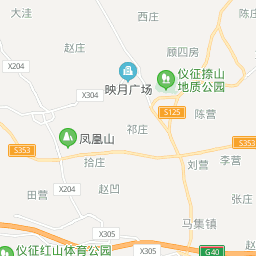 大洼
西庄
赵庄
顾四房
X204
映月广场
仪征捺山
地质公园
X304
S125
陈营
祁庄
凤凰山
S353
S353
拾庄
刘营
李营
X204
田营
赵凹
张庄
马集镇
X305
X305
G40
仪征红山体育公园